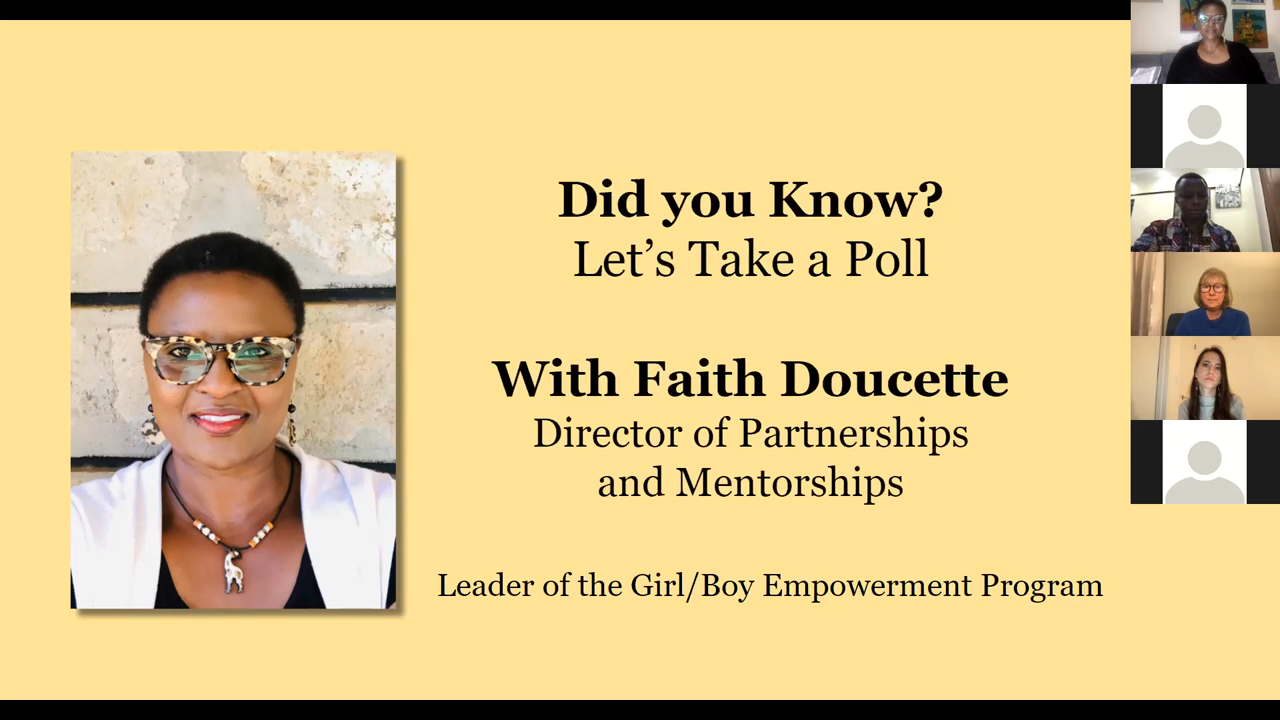 Did you Know?
Let’s Take a Poll
With Faith Doucette
Director of Partnerships
and Mentorships
Leader of the Girl/Boy Empowerment Program